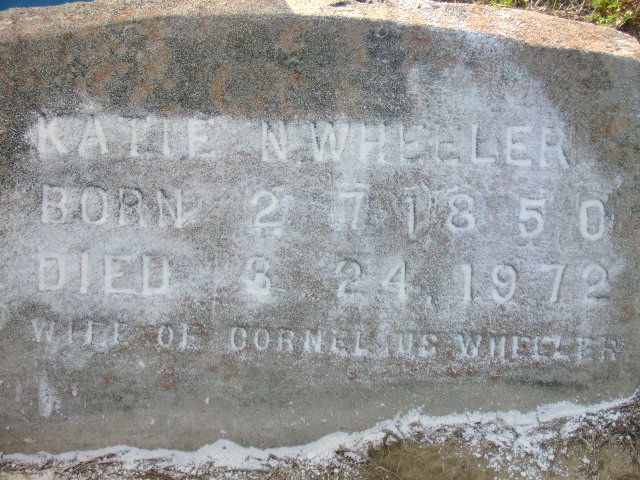 KATIE N WHEELER
BORN 2 7 1850
DIED 8 24 1972
WIFE OF CORNELIUS WHEELER